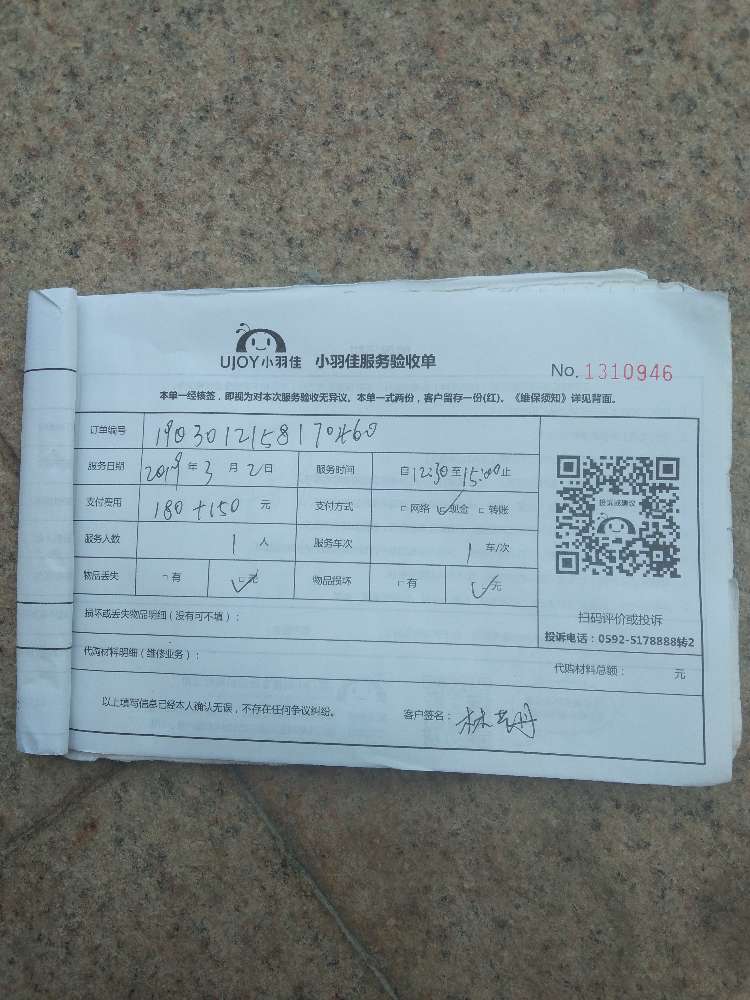 UJOY小羽佳 小羽佳服务验收单
No. 1310946
本单一经核签，即视为对本次服务验收无异议。本单一式两份，客户留存一份(红)。《维保须知》详见背面。
订单编号 1903012158170460
服务日期 2019年3月2日 服务时间 自12:30至15:00止
支付费用 180+150 元 支付方式 网络 现金 转账
服务人数 1 人 服务车次 1 车/次
物品丢失 有 无 物品损坏 有 无
损坏或丢失物品明细（没有可不填）：
代购材料明细（维修业务）：
投诉或建议
扫码评价或投诉
投诉电话：0592-5178888转2
代购材料总额： 元
以上填写信息已经本人确认无误，不存在任何争议纠纷。 客户签名：